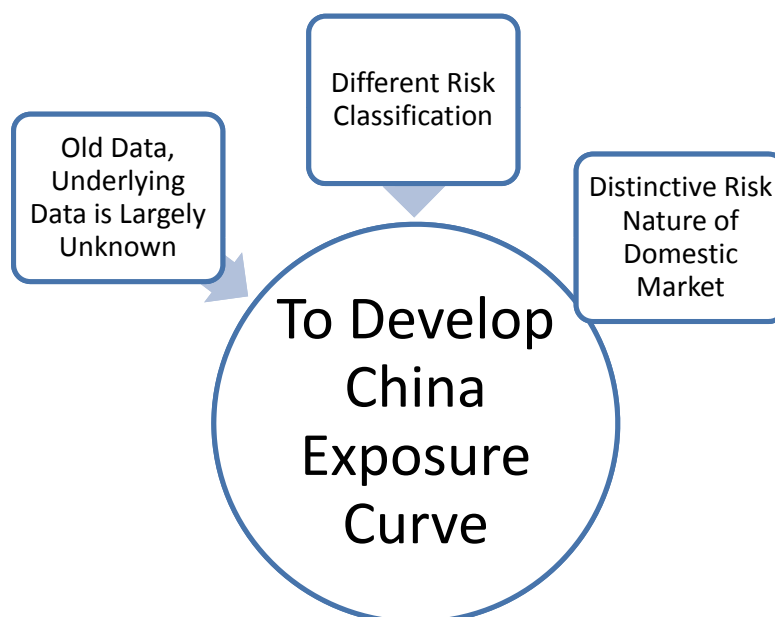 Different Risk
Classification
Old Data,
Underlying
Data is Largely
Unknown
Distinctive Risk
Nature of
Domestic
Market
To Develop
China
Exposure
Curve